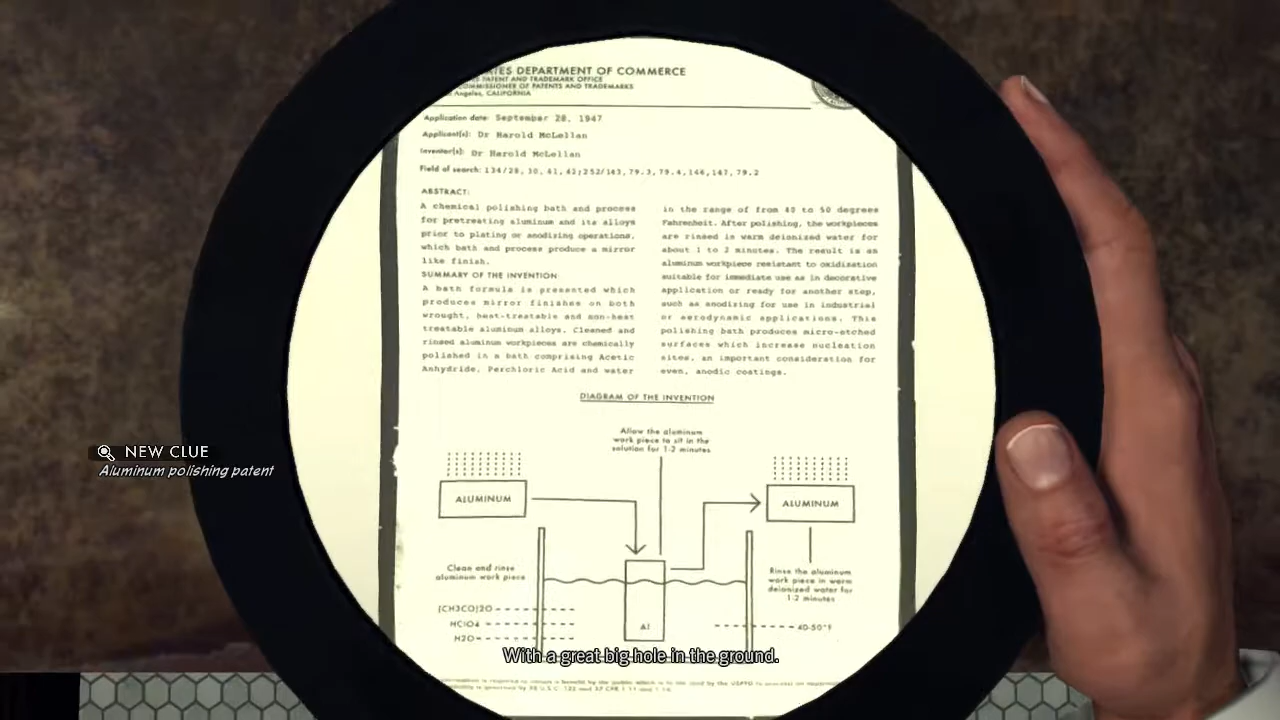 TES DEPARTMENT OF COMMERCE
PATENT AND TRADEMARK OFFICE
COMMISSIONER OF PATENTS AND TRADEMARKS
Angeles, CALIFORNIA
Application date: September 28, 1947
Applicant(s): Dr Harold McLellan
Inventor(s): Dr Harold McLellan
Field of search: 134/28, 30, 61, 62;252/143, 79.3, 79.4, 146, 147, 79.2
ABSTRACT:
A chemical polishing bath and process
for pretreating aluminum and its alloys
prior to plating or anodizing operations,
which bath and process produce a mirror
like finish.
SUMMARY OF THE INVENTION
A bath formula is presented which
produces mirror finishes on both
wrought, heat-treatable and non-heat
treatable aluminum alloys. Cleaned and
rinsed aluminum workpieces are chemically
polished in a bath comprising Acetic
Anhydride, Perchloric Acid and water
in the range of from 40 to 50 degrees
Fahrenheit. After polishing, the workpieces
are rinsed in warm deionized water for
about 1 to 2 minutes. The result is an
aluminum workpiece resistant to oxidization
suitable for immediate use as in decorative
application or ready for another step,
such as anodizing for use in industrial
or aerodynamic applications. This
polishing bath produces micro-etched
surfaces which increase nucleation
sites, an important consideration for
even, anodic coatings.
DIAGRAM OF THE INVENTION
Allow the aluminum
work piece to sit in the
solution for 1-2 minutes
ALUMINUM
ALUMINUM
Clean and rinse
aluminum work piece
Rinse the aluminum
work piece in warm
deionized water for
1-2 minutes
(CH3CO)2O
HClO4
H2O
Al
40-50°F
NEW CLUE
Aluminum polishing patent
With a great big hole in the ground.